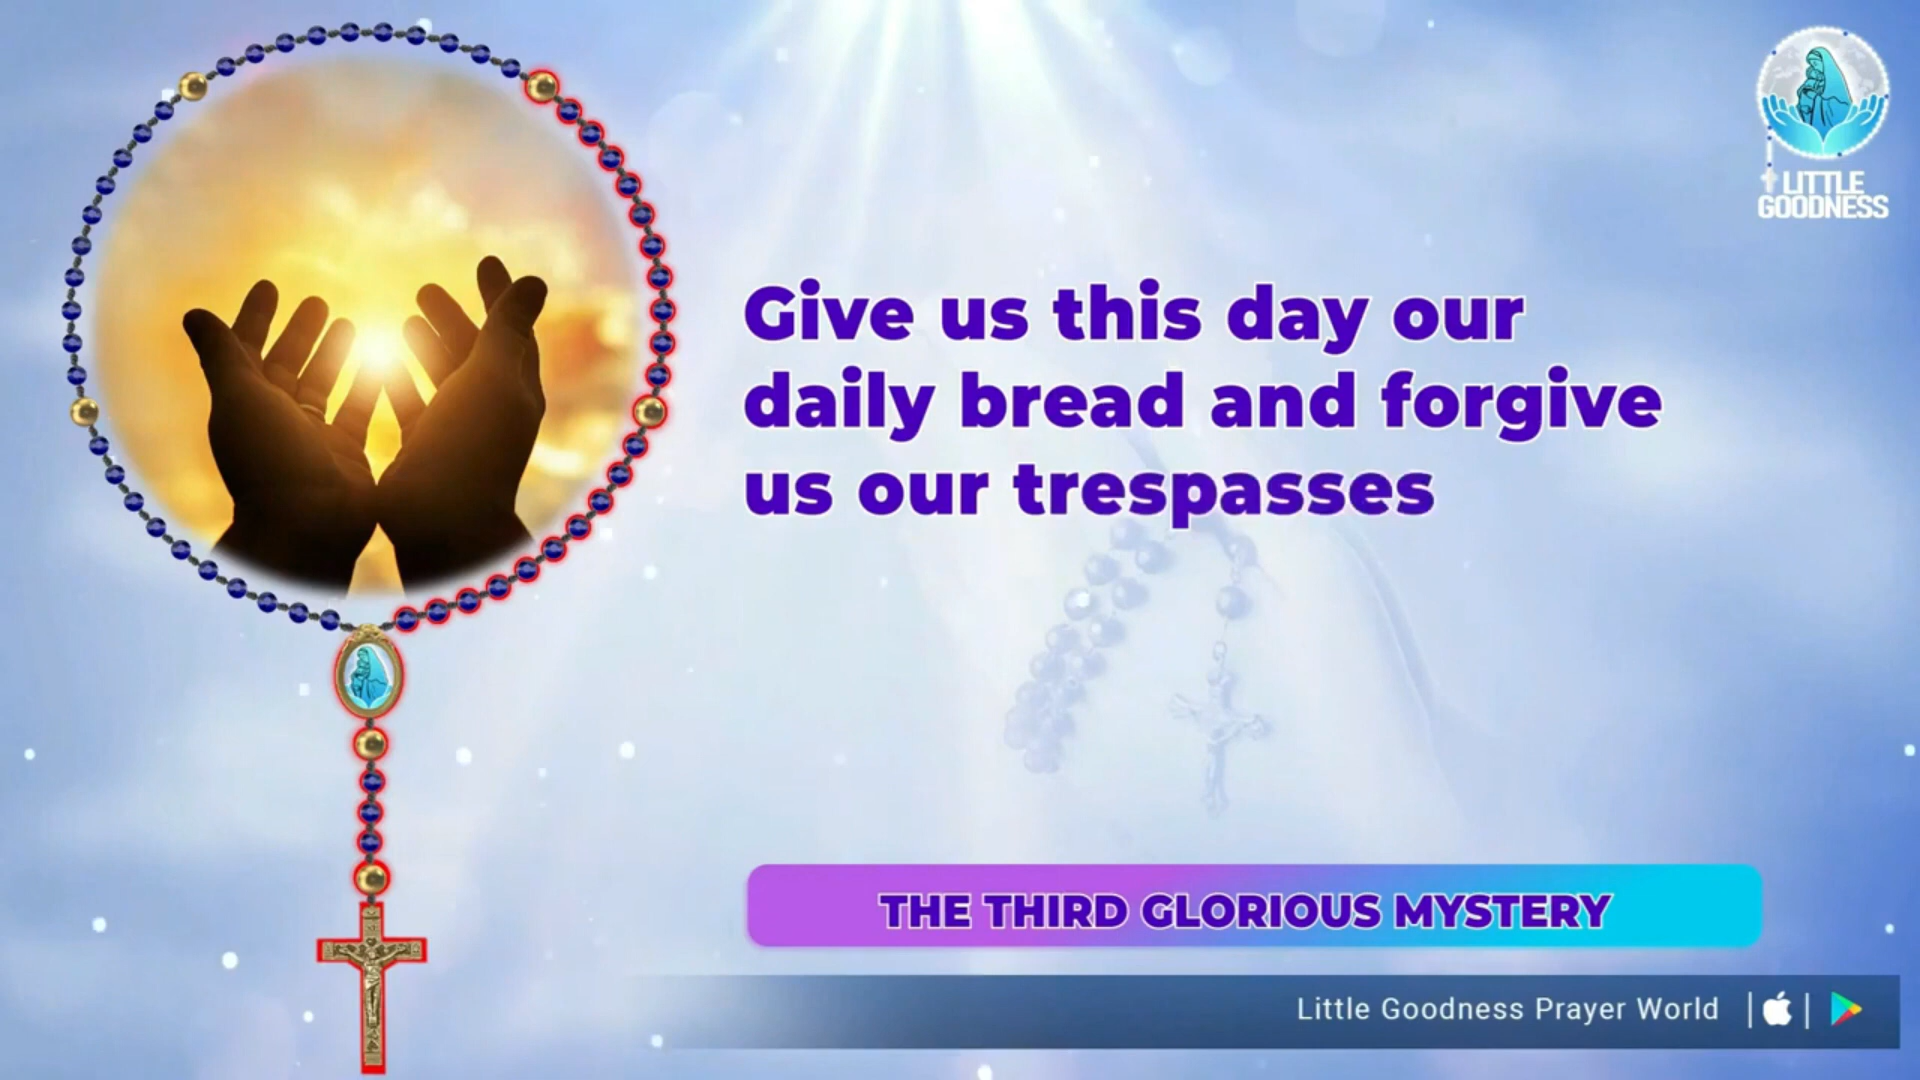 LITTLE
GOODNESS
Give us this day our
daily bread and forgive
us our trespasses
THE THIRD GLORIOUS MYSTERY
Little Goodness Prayer World